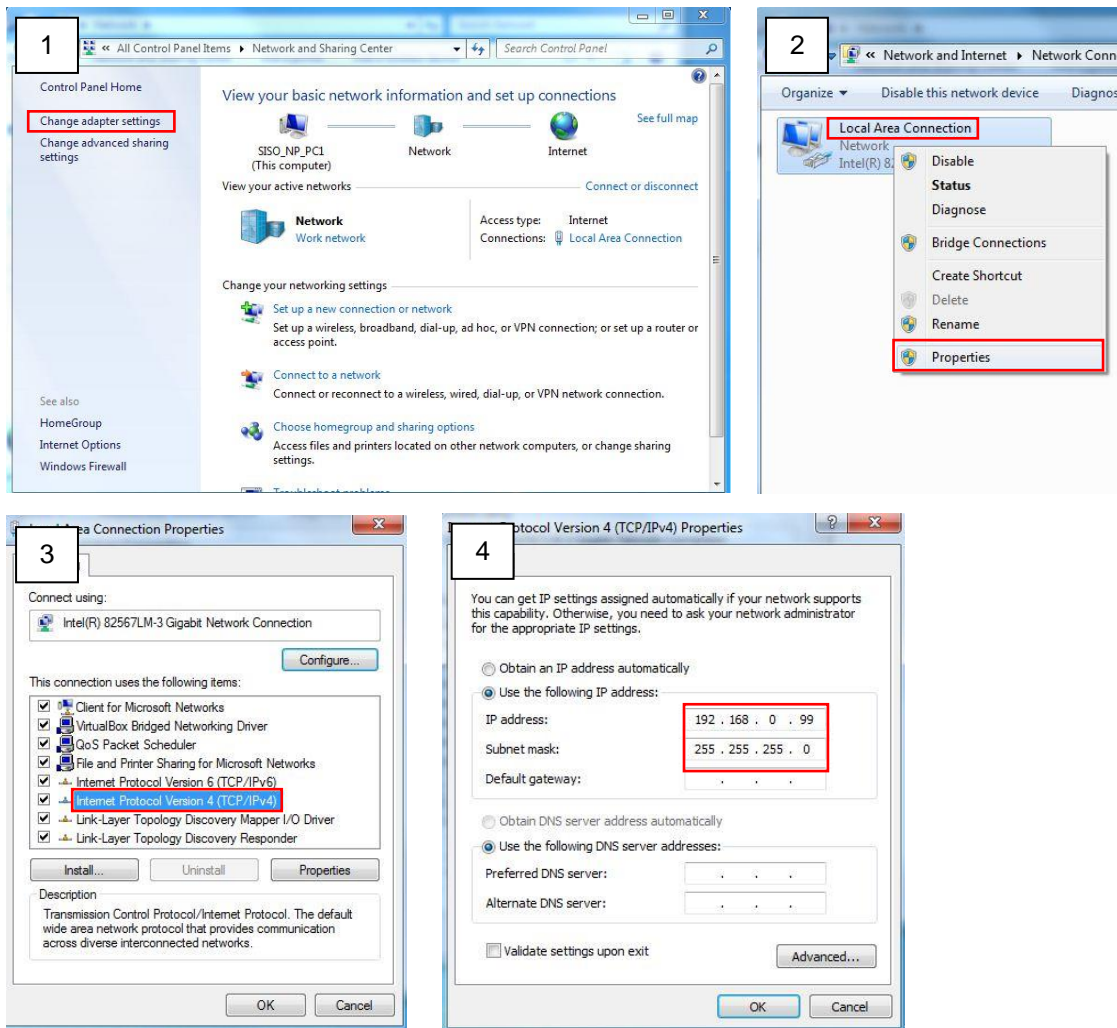 1
« All Control Panel Items ▸ Network and Sharing Center
Search Control Panel
Control Panel Home
Change adapter settings
Change advanced sharing
settings
See also
HomeGroup
Internet Options
Windows Firewall
View your basic network information and set up connections
See full map
SISO_NP_PC1
(This computer)
Network
Internet
View your active networks
Connect or disconnect
Network
Work network
Access type: Internet
Connections: Local Area Connection
Change your networking settings
Set up a new connection or network
Set up a wireless, broadband, dial-up, ad hoc, or VPN connection; or set up a router or
access point.
Connect to a network
Connect or reconnect to a wireless, wired, dial-up, or VPN network connection.
Choose homegroup and sharing options
Access files and printers located on other network computers, or change sharing
settings.
Troubleshoot problems
2
« Network and Internet ▸ Network Conn
Organize Disable this network device Diagnos
Local Area Connection
Network
Intel(R) 82
Disable
Status
Diagnose
Bridge Connections
Create Shortcut
Delete
Rename
Properties
3
ea Connection Properties
Connect using:
Intel(R) 82567LM-3 Gigabit Network Connection
Configure...
This connection uses the following items:
Client for Microsoft Networks
VirtualBox Bridged Networking Driver
QoS Packet Scheduler
File and Printer Sharing for Microsoft Networks
Internet Protocol Version 6 (TCP/IPv6)
Internet Protocol Version 4 (TCP/IPv4)
Link-Layer Topology Discovery Mapper I/O Driver
Link-Layer Topology Discovery Responder
Install... Uninstall Properties
Description
Transmission Control Protocol/Internet Protocol. The default
wide area network protocol that provides communication
across diverse interconnected networks.
OK Cancel
4
otocol Version 4 (TCP/IPv4) Properties
You can get IP settings assigned automatically if your network supports
this capability. Otherwise, you need to ask your network administrator
for the appropriate IP settings.
Obtain an IP address automatically
Use the following IP address:
IP address: 192 . 168 . 0 . 99
Subnet mask: 255 . 255 . 255 . 0
Default gateway: . . .
Obtain DNS server address automatically
Use the following DNS server addresses:
Preferred DNS server: . . .
Alternate DNS server: . . .
Validate settings upon exit
Advanced...
OK Cancel